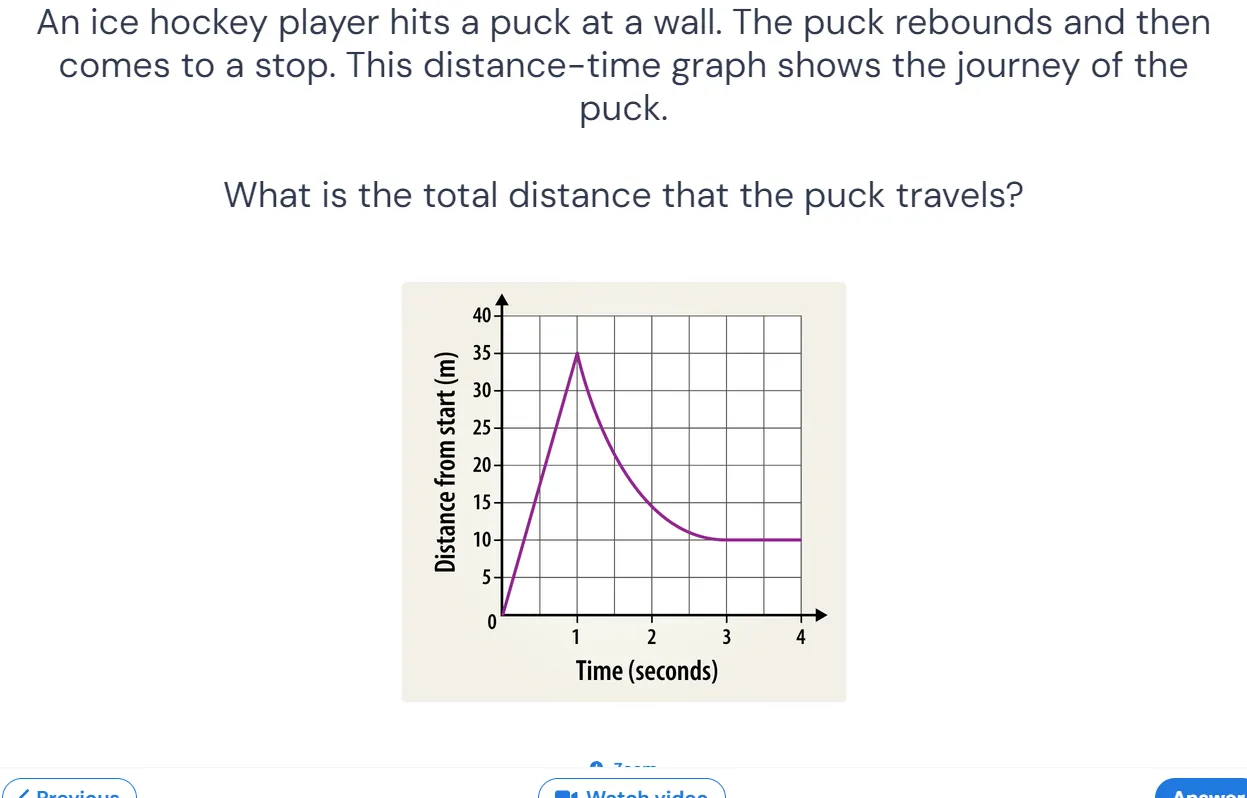 An ice hockey player hits a puck at a wall. The puck rebounds and then
comes to a stop. This distance-time graph shows the journey of the
puck.
What is the total distance that the puck travels?
40
35
30
25
20
15
10
5
0
Distance from start (m)
1 2 3 4
Time (seconds)
Zoom
Previous
Watch video
Answer